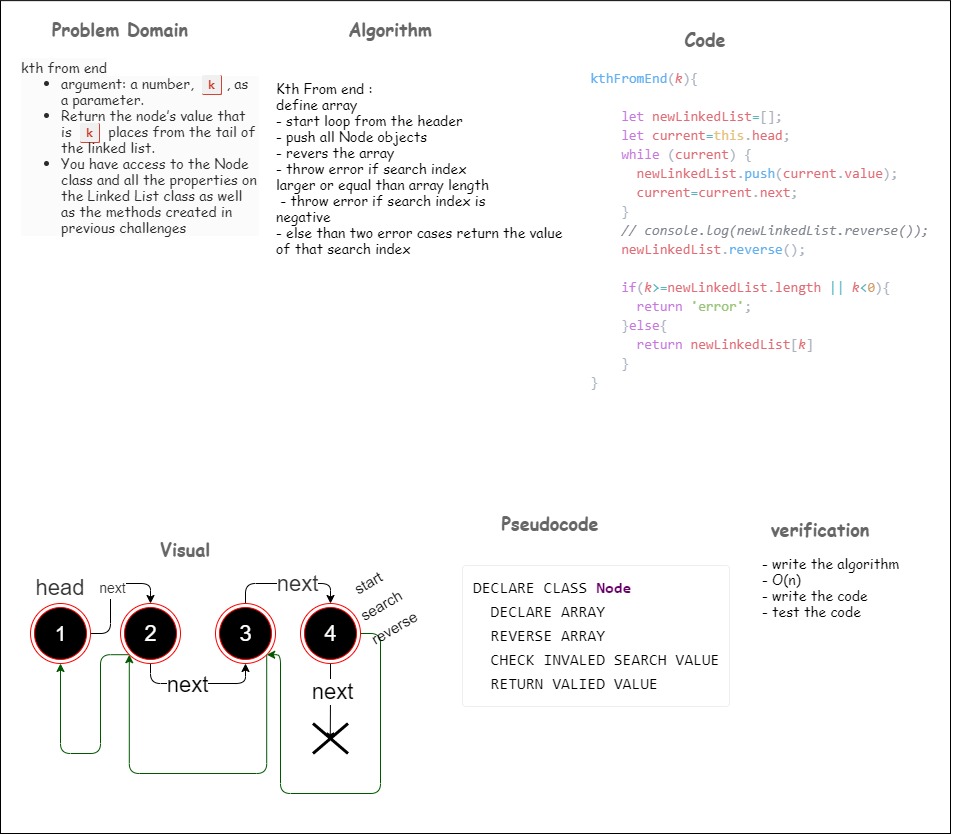 Problem Domain
kth from end
argument: a number, k , as
a parameter.
Return the node's value that
is k places from the tail of
the linked list.
You have access to the Node
class and all the properties on
the Linked List class as well
as the methods created in
previous challenges
Algorithm
Kth From end :
define array
- start loop from the header
- push all Node objects
- revers the array
- throw error if search index
larger or equal than array length
- throw error if search index is
negative
- else than two error cases return the value
of that search index
Code
kthFromEnd(k){
let newLinkedList=[];
let current=this.head;
while (current) {
newLinkedList.push(current.value);
current=current.next;
}
// console.log(newLinkedList.reverse());
newLinkedList.reverse();
if(k>=newLinkedList.length || k<0){
return 'error';
}else{
return newLinkedList[k]
}
}
Visual
head
next
next
start
search
reverse
1
2
3
4
next
next
Pseudocode
DECLARE CLASS Node
DECLARE ARRAY
REVERSE ARRAY
CHECK INVALED SEARCH VALUE
RETURN VALIED VALUE
verification
- write the algorithm
- O(n)
- write the code
- test the code